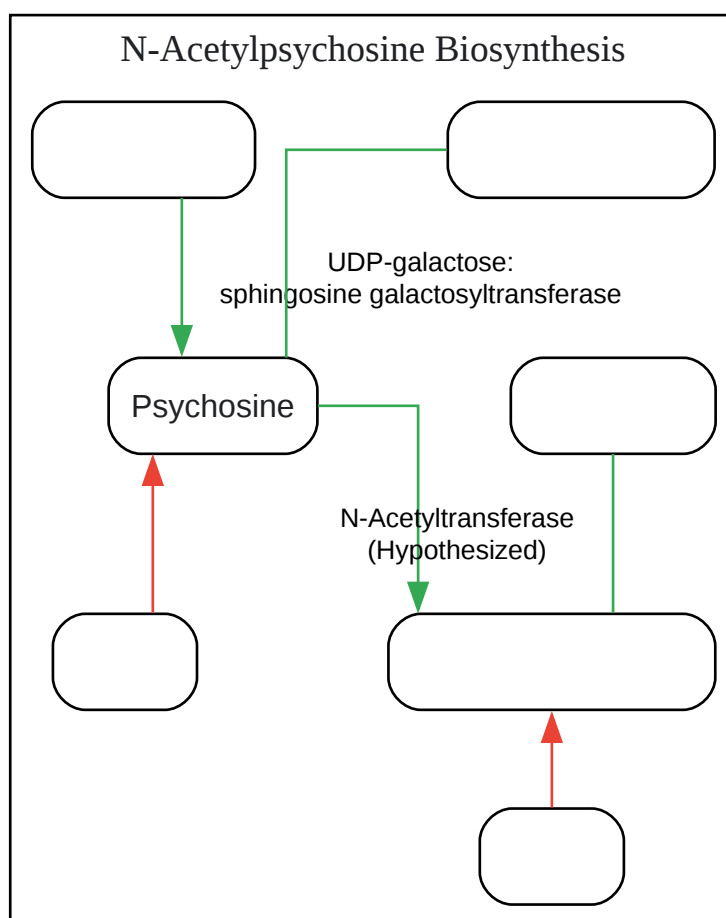 N-Acetylpsychosine Biosynthesis
UDP-galactose:
sphingosine galactosyltransferase
Psychosine
N-Acetyltransferase
(Hypothesized)